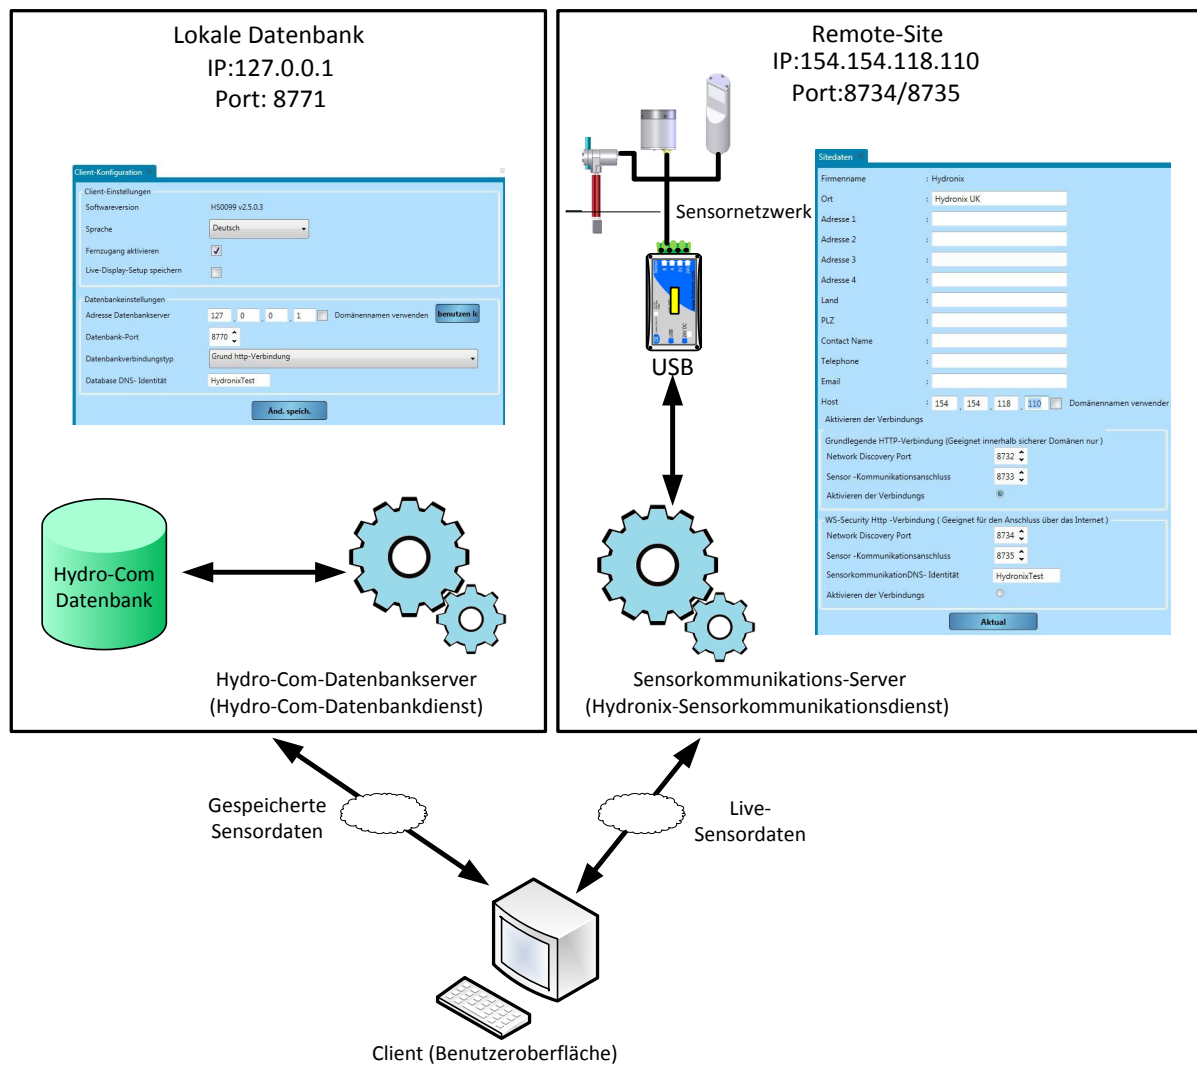 Lokale Datenbank
IP:127.0.0.1
Port: 8771
Client-Konfiguration
Client-Einstellungen
Softwareversion HS0099 v2.5.0.3
Sprache Deutsch
Fernzugang aktivieren
Live-Display-Setup speichern
Datenbankeinstellungen
Adresse Datenbankserver 127 . 0 . 0 . 1 Domänennamen verwenden benutzen lc
Datenbank-Port 8770
Datenbankverbindungstyp Grund http-Verbindung
Database DNS- Identität HydronixTest
Änd. speich.
Hydro-Com
Datenbank
Hydro-Com-Datenbankserver
(Hydro-Com-Datenbankdienst)
Remote-Site
IP:154.154.118.110
Port:8734/8735
Sensornetzwerk
USB
Sitedaten
Firmenname : Hydronix
Ort : Hydronix UK
Adresse 1 :
Adresse 2 :
Adresse 3 :
Adresse 4 :
Land :
PLZ :
Contact Name :
Telephone :
Email :
Host : 154 . 154 . 118 . 110 Domänennamen verwender
Aktivieren der Verbindungs
Grundlegende HTTP-Verbindung (Geeignet innerhalb sicherer Domänen nur )
Network Discovery Port 8732
Sensor -Kommunikationsanschluss 8733
Aktivieren der Verbindungs
WS-Security Http -Verbindung ( Geeignet für den Anschluss über das Internet )
Network Discovery Port 8734
Sensor -Kommunikationsanschluss 8735
SensorkommunikationDNS- Identität HydronixTest
Aktivieren der Verbindungs
Aktual
Sensorkommunikations-Server
(Hydronix-Sensorkommunikationsdienst)
Gespeicherte
Sensordaten
Live-
Sensordaten
Client (Benutzeroberfläche)